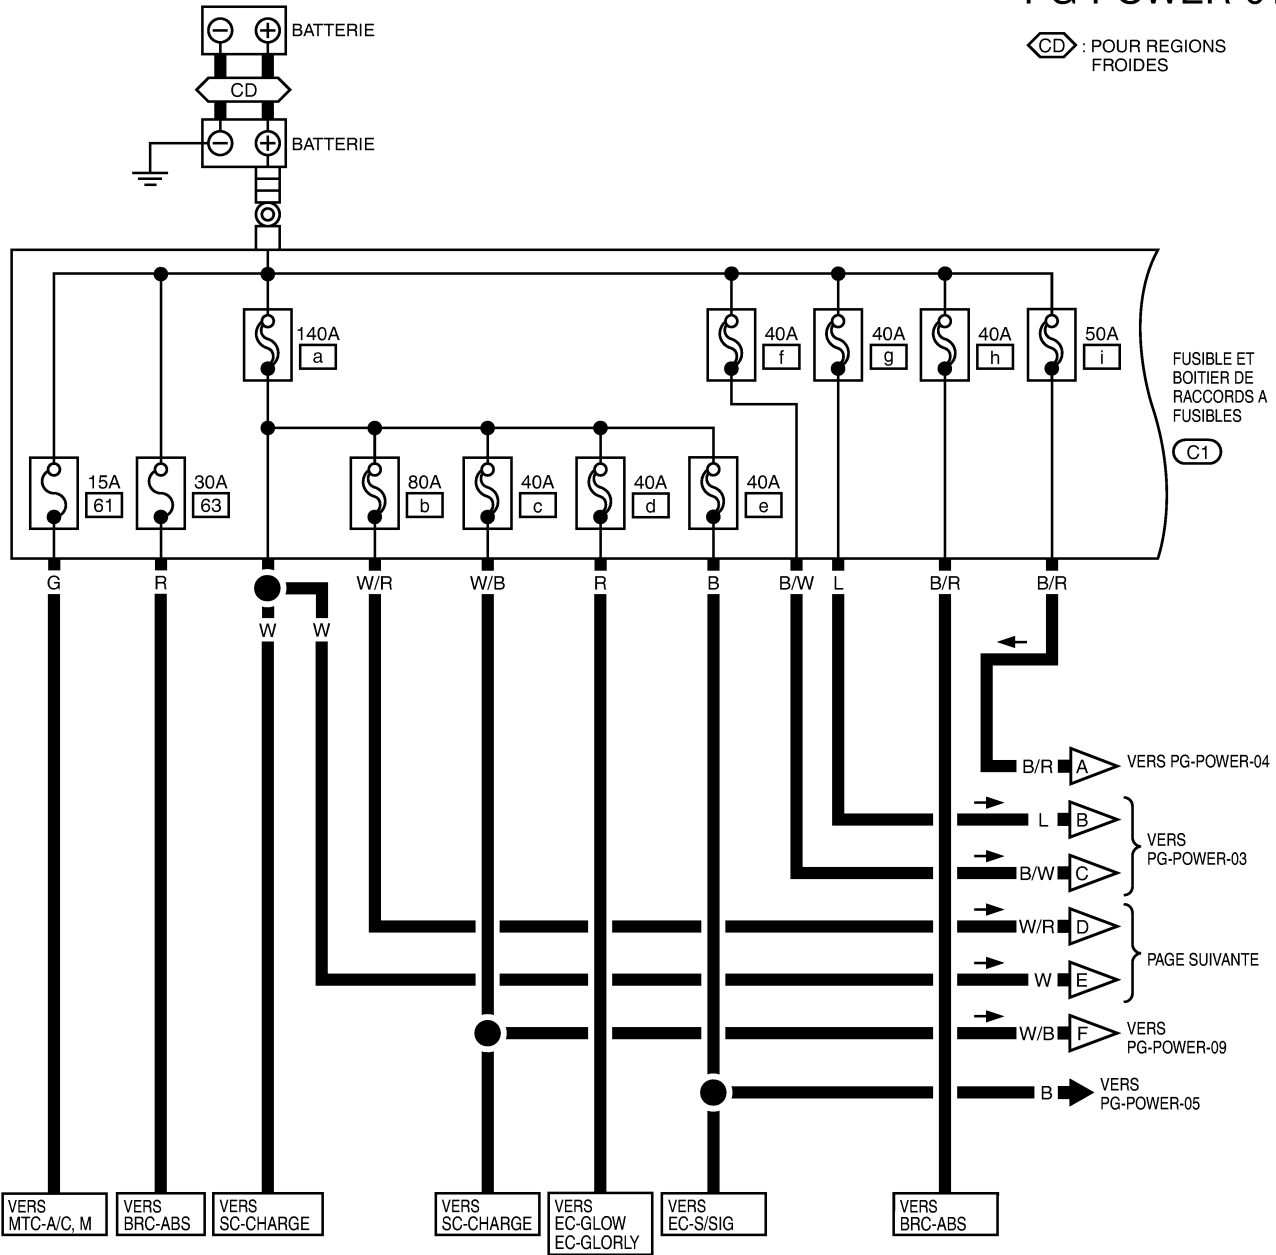 BATTERIE
CD : POUR REGIONS
FROIDES
CD
BATTERIE
140A
a
40A
f
40A
g
40A
h
50A
i
FUSIBLE ET
BOITIER DE
RACCORDS A
FUSIBLES
C1
15A
61
30A
63
80A
b
40A
c
40A
d
40A
e
G
R
W/R
W/B
R
B
B/W
L
B/R
B/R
W
W
B/R
A
VERS PG-POWER-04
L
B
VERS
PG-POWER-03
B/W
C
W/R
D
PAGE SUIVANTE
W
E
W/B
F
VERS
PG-POWER-09
B
VERS
PG-POWER-05
VERS
MTC-A/C, M
VERS
BRC-ABS
VERS
SC-CHARGE
VERS
SC-CHARGE
VERS
EC-GLOW
EC-GLORLY
VERS
EC-S/SIG
VERS
BRC-ABS